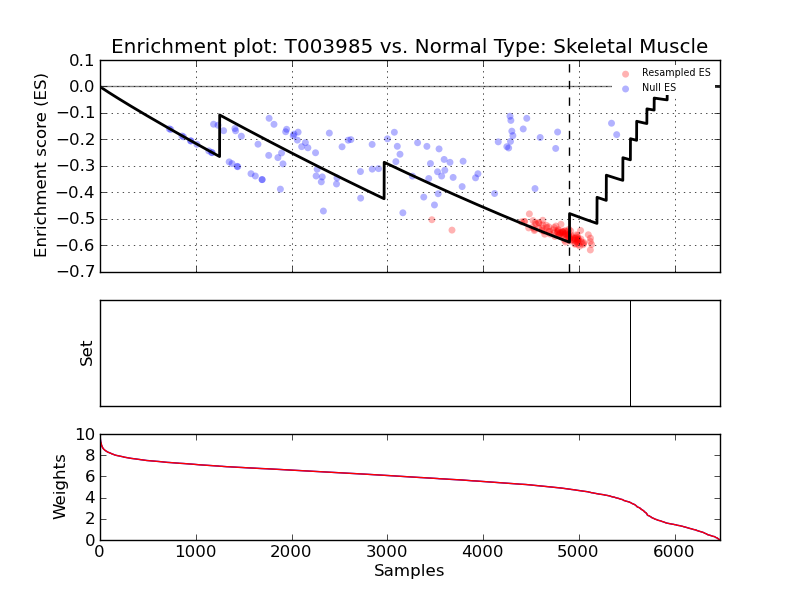 Enrichment plot: T003985 vs. Normal Type: Skeletal Muscle
0.1
0.0
−0.1
−0.2
−0.3
−0.4
−0.5
−0.6
−0.7
Enrichment score (ES)
Resampled ES
Null ES
Set
10
8
6
4
2
0
Weights
0 1000 2000 3000 4000 5000 6000
Samples